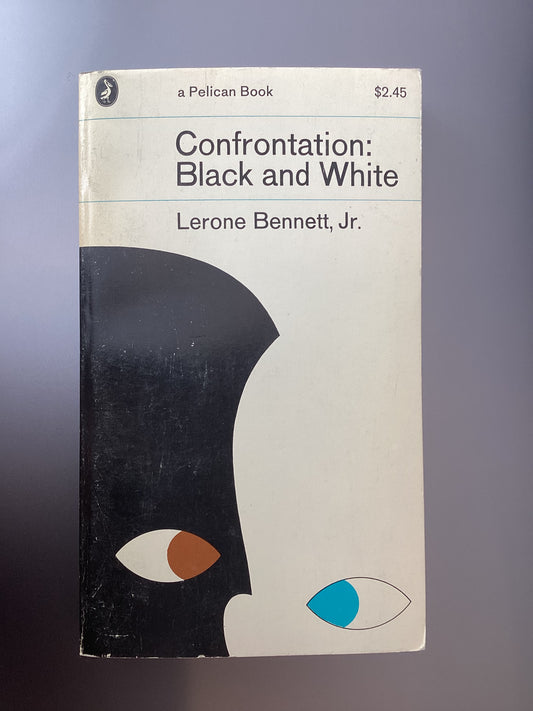 a Pelican Book $2.45
Confrontation:
Black and White
Lerone Bennett, Jr.